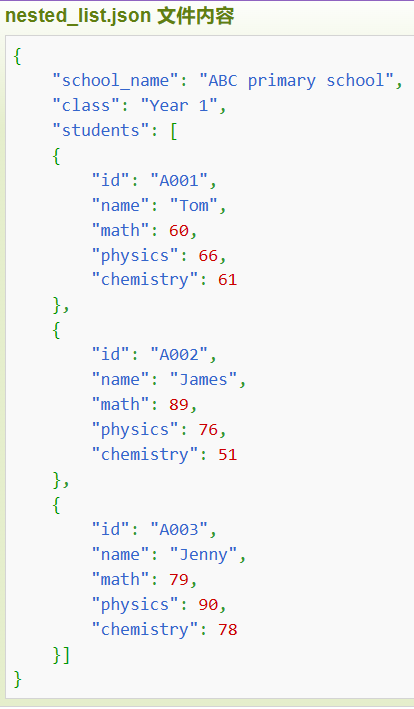 nested_list.json 文件内容
{
    "school_name": "ABC primary school",
    "class": "Year 1",
    "students": [
    {
        "id": "A001",
        "name": "Tom",
        "math": 60,
        "physics": 66,
        "chemistry": 61
    },
    {
        "id": "A002",
        "name": "James",
        "math": 89,
        "physics": 76,
        "chemistry": 51
    },
    {
        "id": "A003",
        "name": "Jenny",
        "math": 79,
        "physics": 90,
        "chemistry": 78
    }]
}